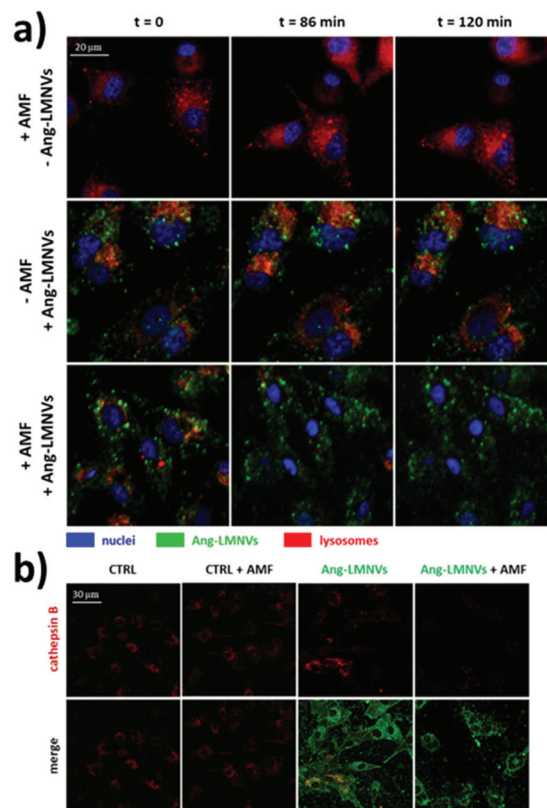 a)
t = 0 t = 86 min t = 120 min
20 µm
+ AMF
- Ang-LMNVs
- AMF
+ Ang-LMNVs
+ AMF
+ Ang-LMNVs
nuclei Ang-LMNVs lysosomes
b)
CTRL CTRL + AMF Ang-LMNVs Ang-LMNVs + AMF
30 µm
cathepsin B
merge